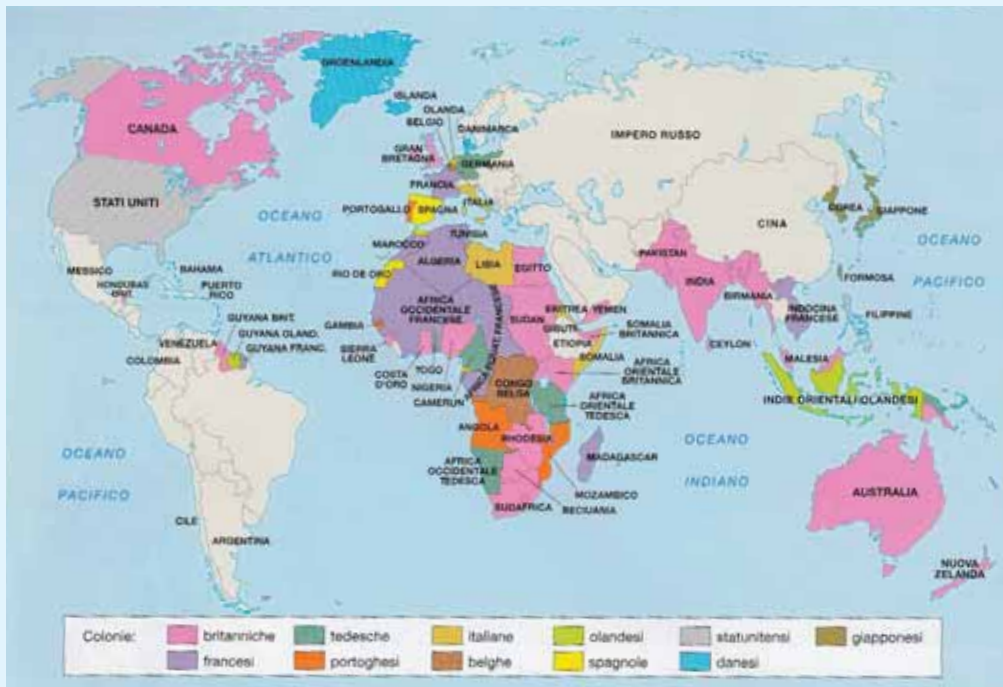 GROENLANDIA
ISLANDA
OLANDA
BELGIO
DANIMARCA
CANADA
GRAN
BRETAGNA
GERMANIA
IMPERO RUSSO
FRANCIA
STATI UNITI
OCEANO
ATLANTICO
PORTOGALLO
SPAGNA
ITALIA
COREA
GIAPPONE
CINA
TUNISIA
MAROCCO
ALGERIA
LIBIA
EGITTO
PAKISTAN
OCEANO
PACIFICO
MESSICO
BAHAMA
RIO DE ORO
INDIA
FORMOSA
HONDURAS
BRIT.
PUERTO
RICO
AFRICA
OCCIDENTALE
FRANCESE
BIRMANIA
INDOCINA
FRANCESE
FILIPPINE
GUYANA BRIT.
GUYANA OLAND.
GUYANA FRANC.
GAMBIA
SUDAN
ERITREA
YEMEN
GIBUTI
SOMALIA
BRITANNICA
ETIOPIA
VENEZUELA
COLOMBIA
SIERRA
LEONE
COSTA
D'ORO
TOGO
NIGERIA
CAMERUN
AFRICA EQUAT. FRANCESE
SOMALIA
AFRICA
ORIENTALE
BRITANNICA
CEYLON
MALESIA
CONGO
BELGA
AFRICA
ORIENTALE
TEDESCA
INDIE ORIENTALI OLANDESI
ANGOLA
RHODESIA
OCEANO
PACIFICO
OCEANO
INDIANO
AFRICA
OCCIDENTALE
TEDESCA
MADAGASCAR
MOZAMBICO
BECIUANIA
SUDAFRICA
AUSTRALIA
CILE
ARGENTINA
NUOVA
ZELANDA
Colonie: britanniche tedesche italiane olandesi statunitensi giapponesi
francesi portoghesi belghe spagnole danesi